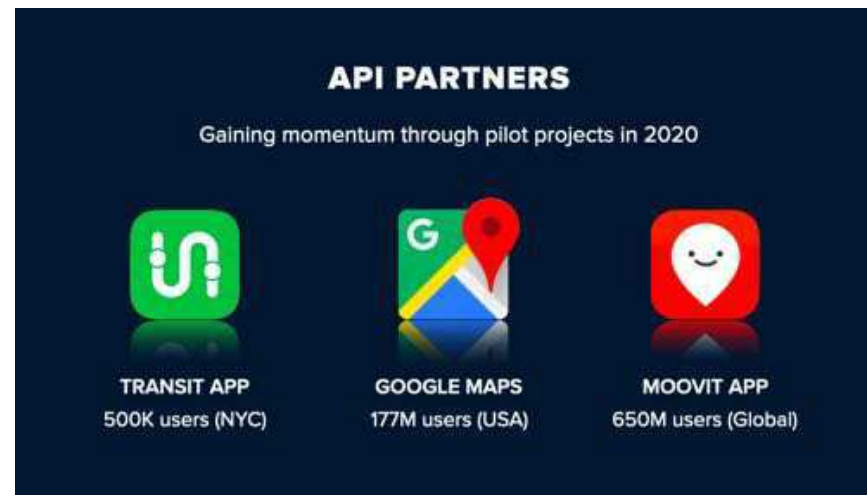 API PARTNERS
Gaining momentum through pilot projects in 2020
G
TRANSIT APP
GOOGLE MAPS
MOOVIT APP
500K users (NYC)
177M users (USA)
650M users (Global)